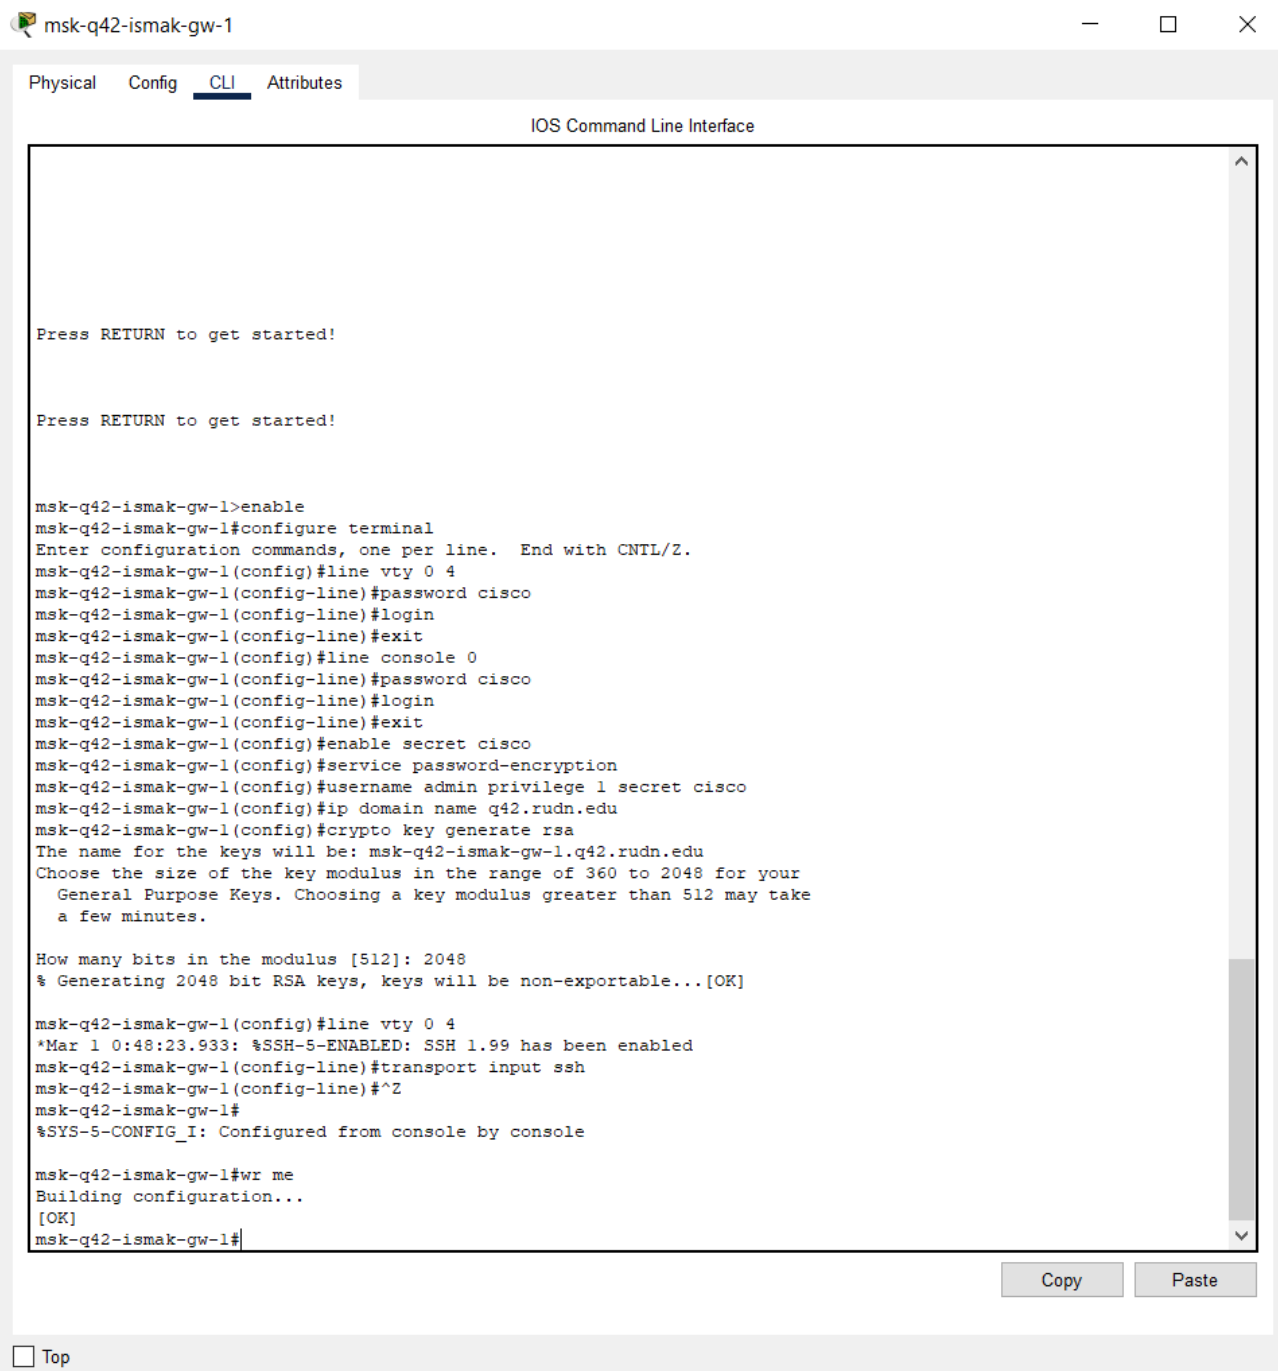 msk-q42-ismak-gw-1
Physical Config CLI Attributes
IOS Command Line Interface
Press RETURN to get started!
Press RETURN to get started!
msk-q42-ismak-gw-1>enable
msk-q42-ismak-gw-1#configure terminal
Enter configuration commands, one per line.  End with CNTL/Z.
msk-q42-ismak-gw-1(config)#line vty 0 4
msk-q42-ismak-gw-1(config-line)#password cisco
msk-q42-ismak-gw-1(config-line)#login
msk-q42-ismak-gw-1(config-line)#exit
msk-q42-ismak-gw-1(config)#line console 0
msk-q42-ismak-gw-1(config-line)#password cisco
msk-q42-ismak-gw-1(config-line)#login
msk-q42-ismak-gw-1(config-line)#exit
msk-q42-ismak-gw-1(config)#enable secret cisco
msk-q42-ismak-gw-1(config)#service password-encryption
msk-q42-ismak-gw-1(config)#username admin privilege 1 secret cisco
msk-q42-ismak-gw-1(config)#ip domain name q42.rudn.edu
msk-q42-ismak-gw-1(config)#crypto key generate rsa
The name for the keys will be: msk-q42-ismak-gw-1.q42.rudn.edu
Choose the size of the key modulus in the range of 360 to 2048 for your
  General Purpose Keys. Choosing a key modulus greater than 512 may take
  a few minutes.
How many bits in the modulus [512]: 2048
% Generating 2048 bit RSA keys, keys will be non-exportable...[OK]
msk-q42-ismak-gw-1(config)#line vty 0 4
*Mar 1 0:48:23.933: %SSH-5-ENABLED: SSH 1.99 has been enabled
msk-q42-ismak-gw-1(config-line)#transport input ssh
msk-q42-ismak-gw-1(config-line)#^Z
msk-q42-ismak-gw-1#
%SYS-5-CONFIG_I: Configured from console by console
msk-q42-ismak-gw-1#wr me
Building configuration...
[OK]
msk-q42-ismak-gw-1#
Copy Paste
Top